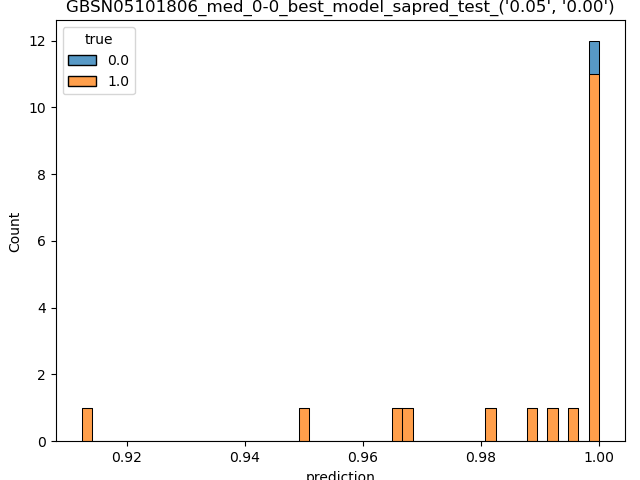 GBSN05101806_med_0-0_best_model_sapred_test_('0.05', '0.00')
true
0.0
1.0
12
10
8
6
4
2
0
Count
0.92 0.94 0.96 0.98 1.00
prediction